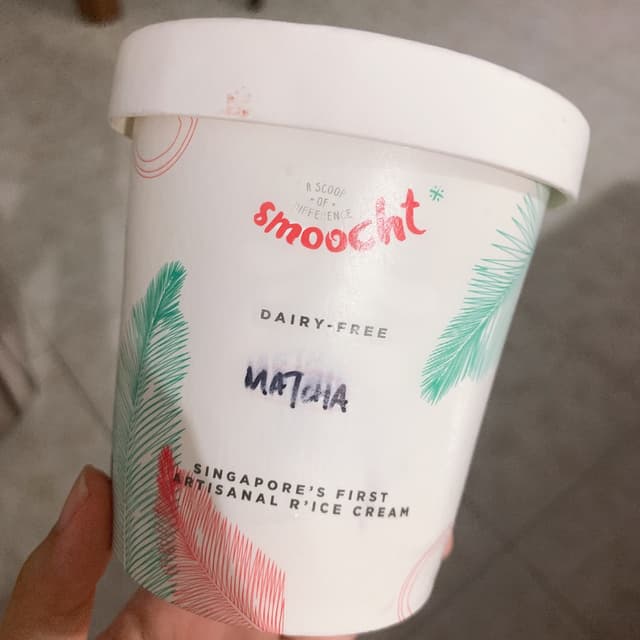 A SCOOP
- OF -
DIFFERENCE
smoocht
DAIRY-FREE
MATCHA
SINGAPORE'S FIRST
ARTISANAL R'ICE CREAM